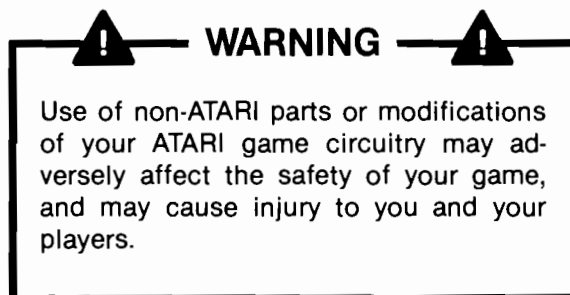 WARNING
Use of non-ATARI parts or modifications
of your ATARI game circuitry may ad-
versely affect the safety of your game,
and may cause injury to you and your
players.